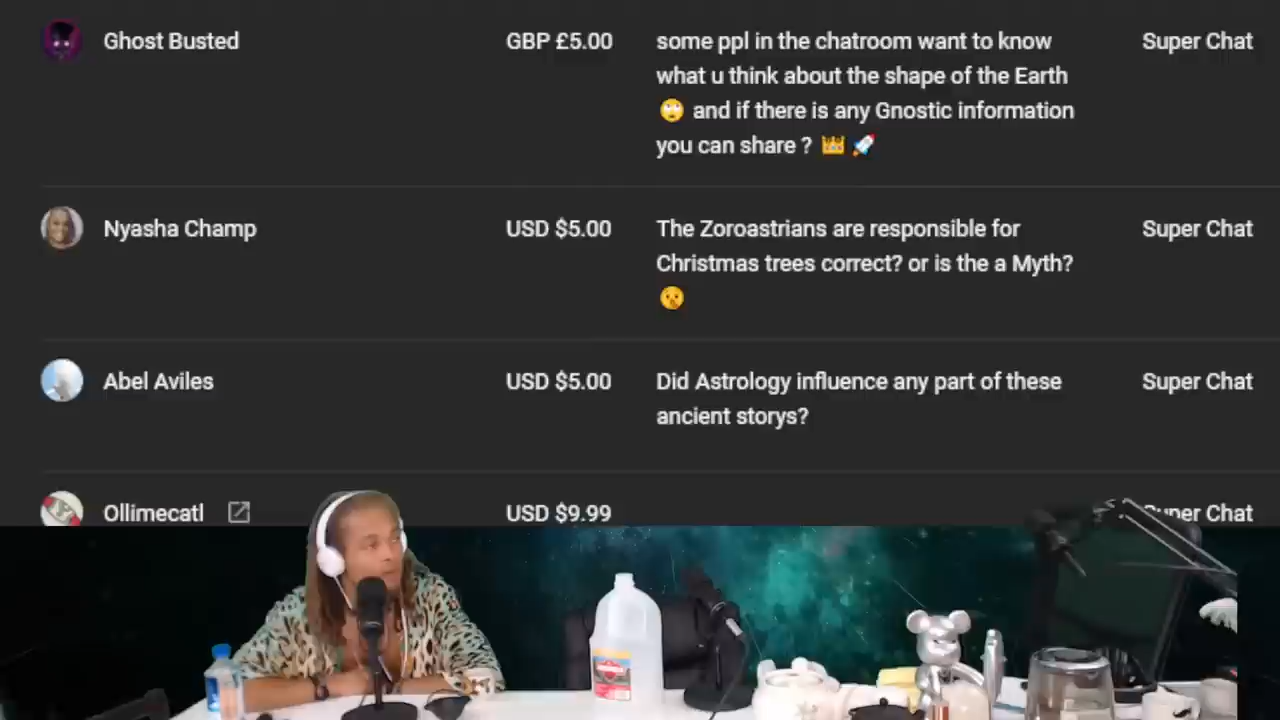 Ghost Busted GBP £5.00 some ppl in the chatroom want to know Super Chat
what u think about the shape of the Earth
🙄 and if there is any Gnostic information
you can share ? 👑 🚀
Nyasha Champ USD $5.00 The Zoroastrians are responsible for Super Chat
Christmas trees correct? or is the a Myth?
🫢
Abel Aviles USD $5.00 Did Astrology influence any part of these Super Chat
ancient storys?
Ollimecatl USD $9.99 Super Chat